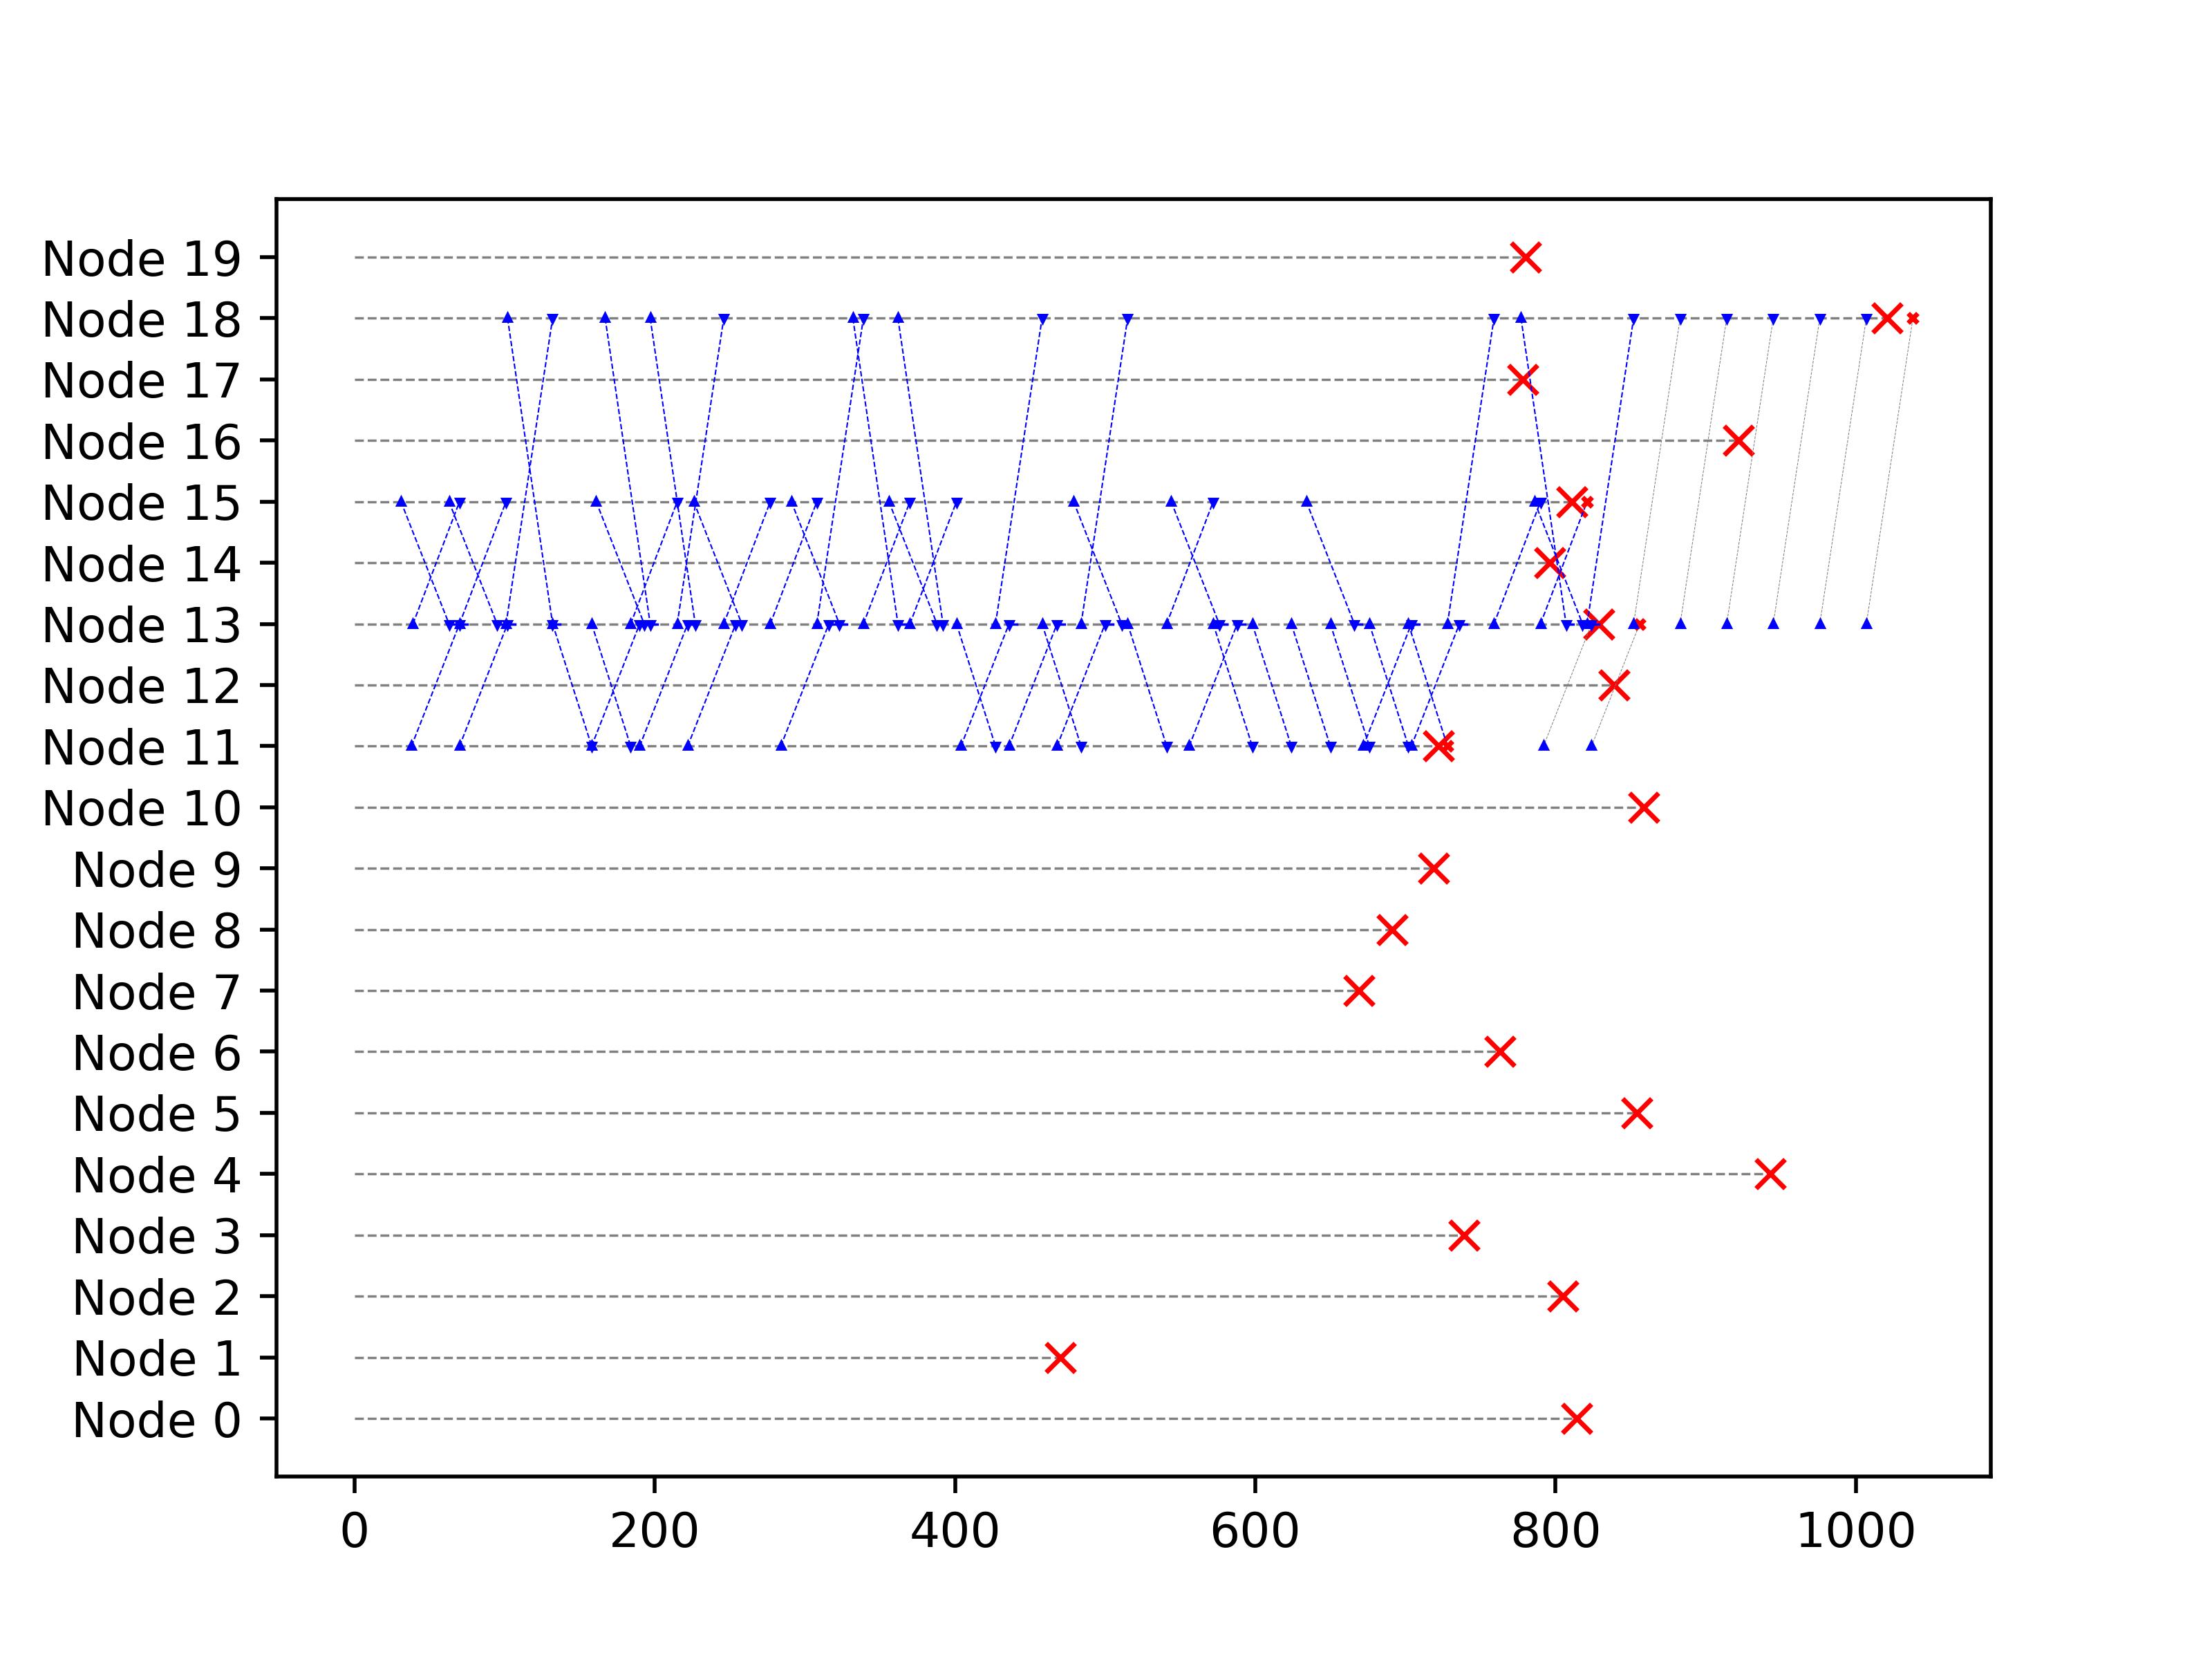 Node 19
Node 18
Node 17
Node 16
Node 15
Node 14
Node 13
Node 12
Node 11
Node 10
Node 9
Node 8
Node 7
Node 6
Node 5
Node 4
Node 3
Node 2
Node 1
Node 0
0 200 400 600 800 1000